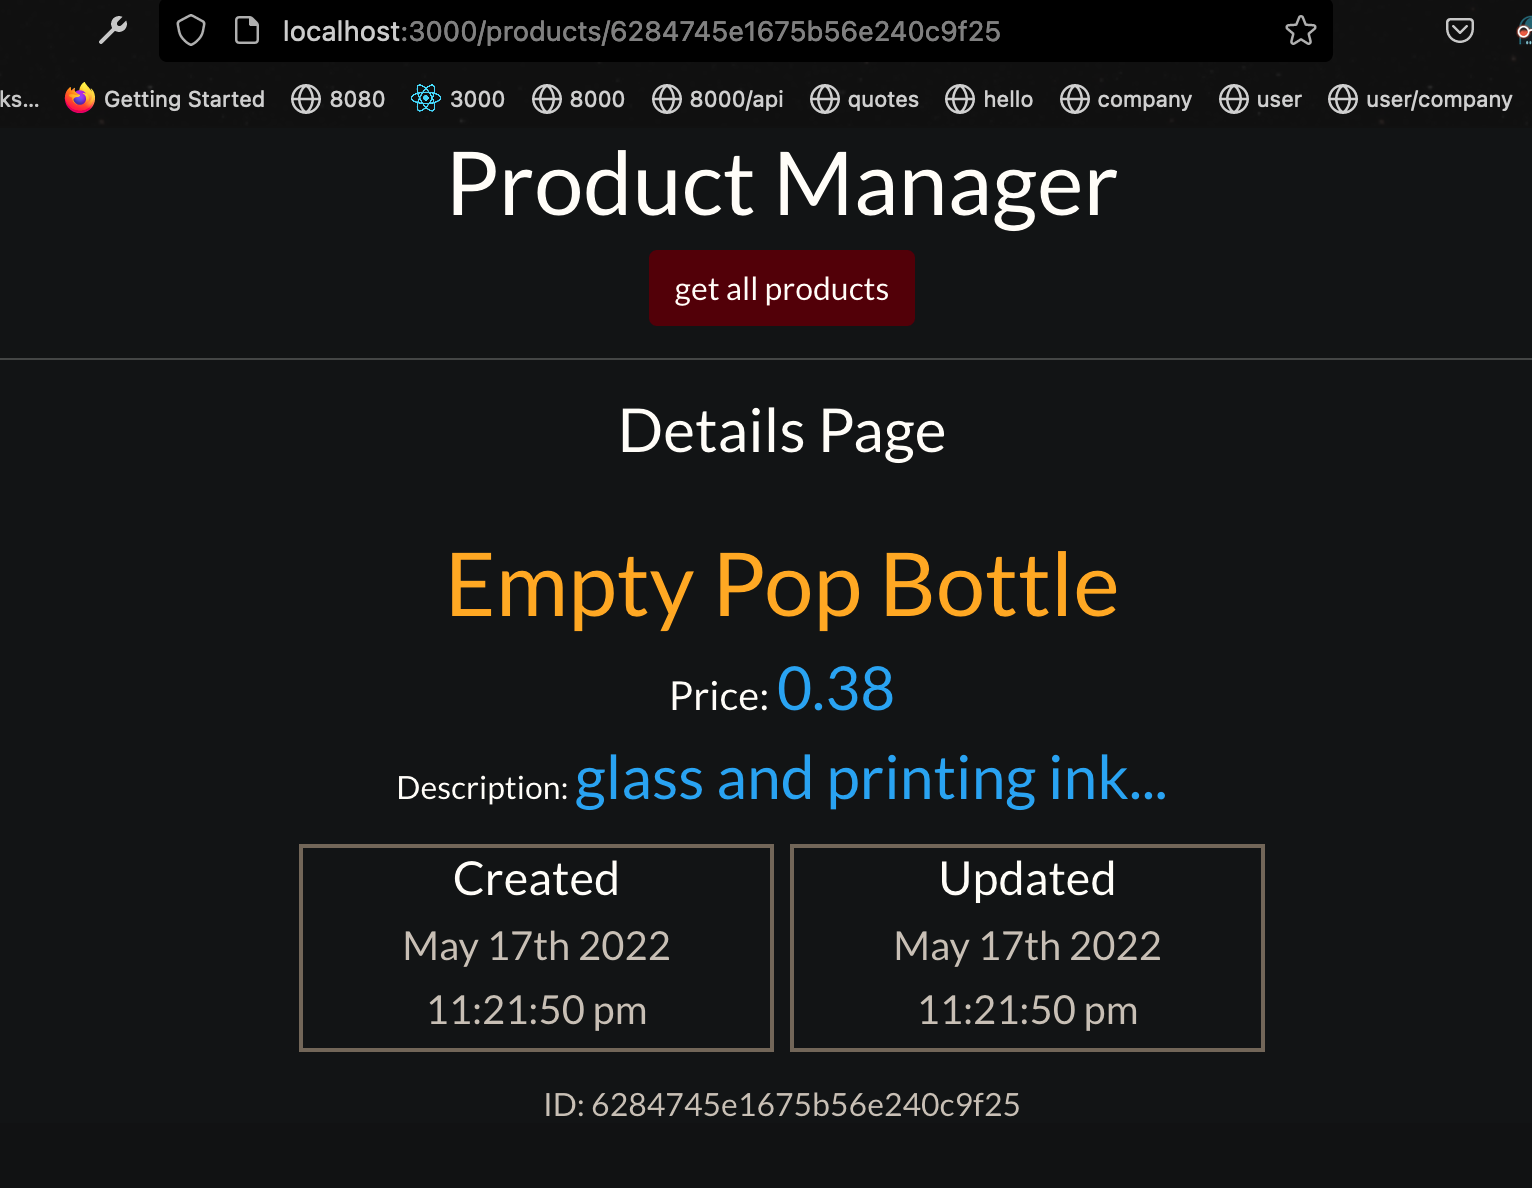 localhost:3000/products/6284745e1675b56e240c9f25
ks... Getting Started 8080 3000 8000 8000/api quotes hello company user user/company
Product Manager
get all products
Details Page
Empty Pop Bottle
Price: 0.38
Description: glass and printing ink...
Created
May 17th 2022
11:21:50 pm
Updated
May 17th 2022
11:21:50 pm
ID: 6284745e1675b56e240c9f25